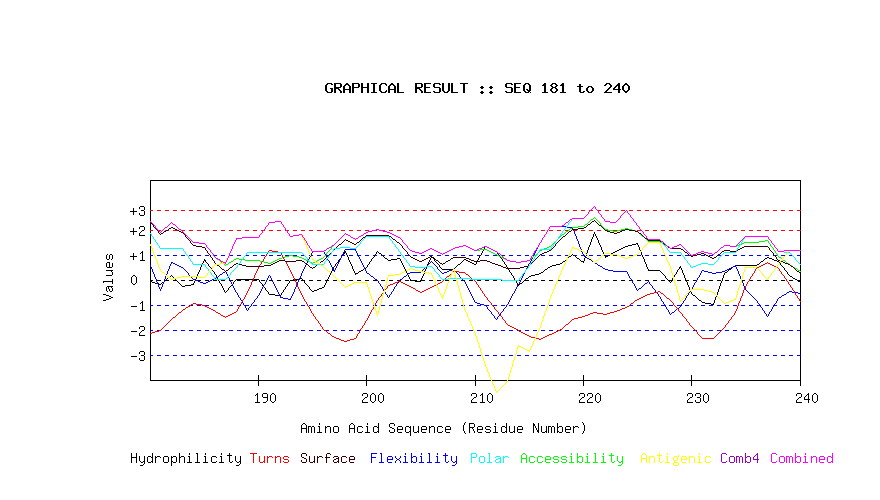 GRAPHICAL RESULT :: SEQ 181 to 240
+3
+2
+1
0
-1
-2
-3
Values
190 200 210 220 230 240
Amino Acid Sequence (Residue Number)
Hydrophilicity Turns Surface Flexibility Polar Accessibility Antigenic Comb4 Combined